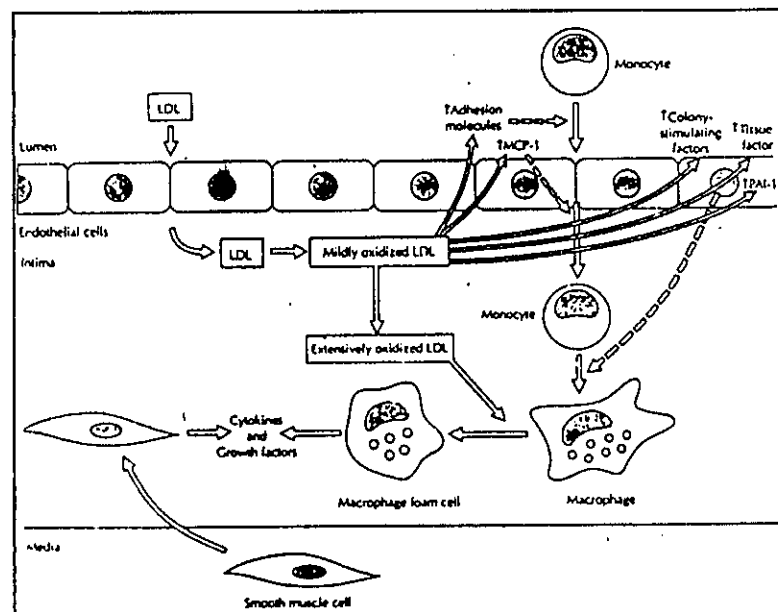 Monocyte
LDL
↑Adhesion
molecules
↑MCP-1
↑Colony-
stimulating
factors
↑Tissue
factor
↑PAI-1
Lumen
Endothelial cells
Intima
LDL
Mildly oxidized LDL
Monocyte
Extensively oxidized LDL
Cytokines
and
Growth factors
Macrophage foam cell
Macrophage
Media
Smooth muscle cell